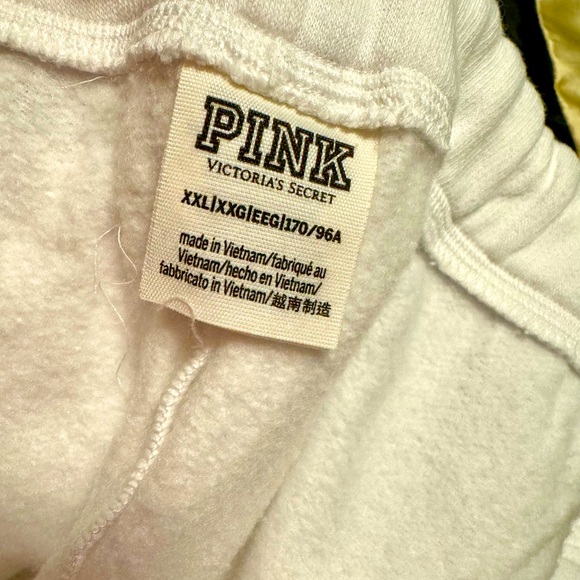 PINK
VICTORIA'S SECRET
XXL|XXG|EEG|170/96A
made in Vietnam/fabriqué au
Vietnam/hecho en Vietnam/
fabbricato in Vietnam/越南制造